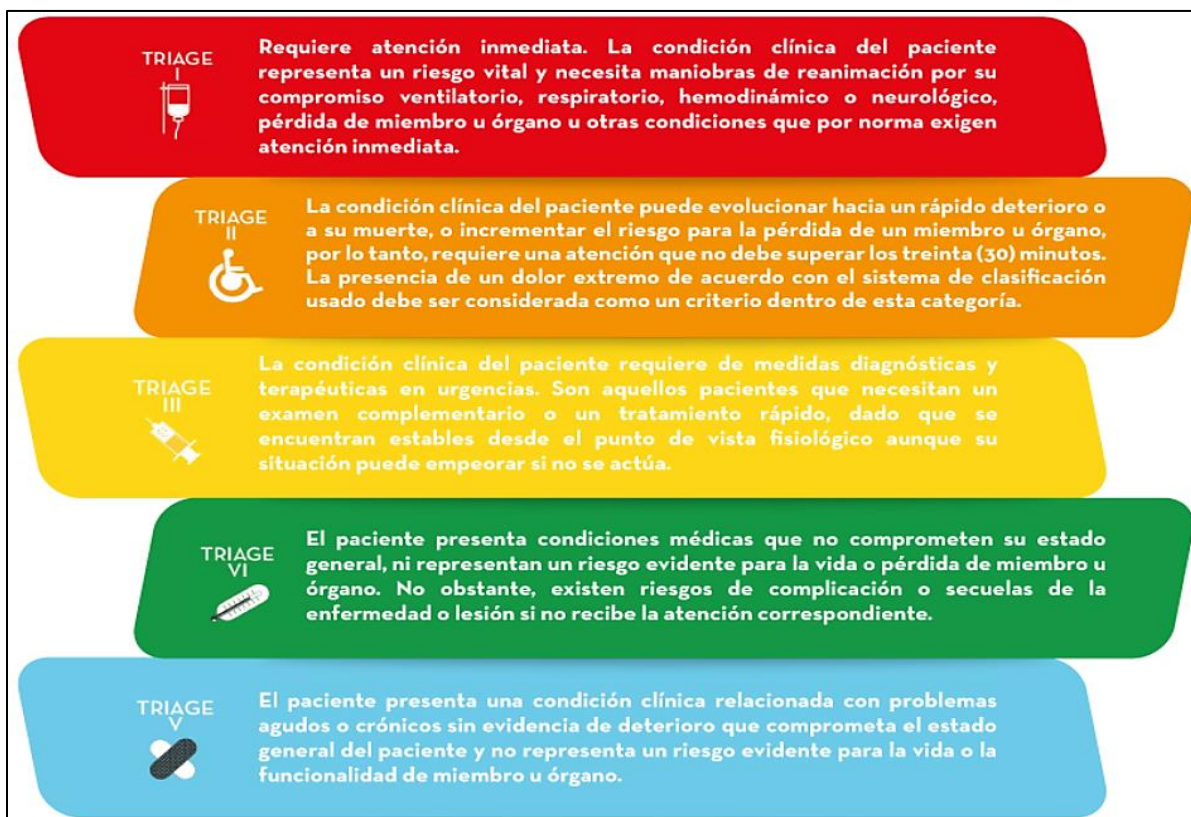 TRIAGE
I
Requiere atención inmediata. La condición clínica del paciente
representa un riesgo vital y necesita maniobras de reanimación por su
compromiso ventilatorio, respiratorio, hemodinámico o neurológico,
pérdida de miembro u órgano u otras condiciones que por norma exigen
atención inmediata.
TRIAGE
II
La condición clínica del paciente puede evolucionar hacia un rápido deterioro o
a su muerte, o incrementar el riesgo para la pérdida de un miembro u órgano,
por lo tanto, requiere una atención que no debe superar los treinta (30) minutos.
La presencia de un dolor extremo de acuerdo con el sistema de clasificación
usado debe ser considerada como un criterio dentro de esta categoría.
TRIAGE
III
La condición clínica del paciente requiere de medidas diagnósticas y
terapéuticas en urgencias. Son aquellos pacientes que necesitan un
examen complementario o un tratamiento rápido, dado que se
encuentran estables desde el punto de vista fisiológico aunque su
situación puede empeorar si no se actúa.
TRIAGE
VI
El paciente presenta condiciones médicas que no comprometen su estado
general, ni representan un riesgo evidente para la vida o pérdida de miembro u
órgano. No obstante, existen riesgos de complicación o secuelas de la
enfermedad o lesión si no recibe la atención correspondiente.
TRIAGE
V
El paciente presenta una condición clínica relacionada con problemas
agudos o crónicos sin evidencia de deterioro que comprometa el estado
general del paciente y no representa un riesgo evidente para la vida o la
funcionalidad de miembro u órgano.